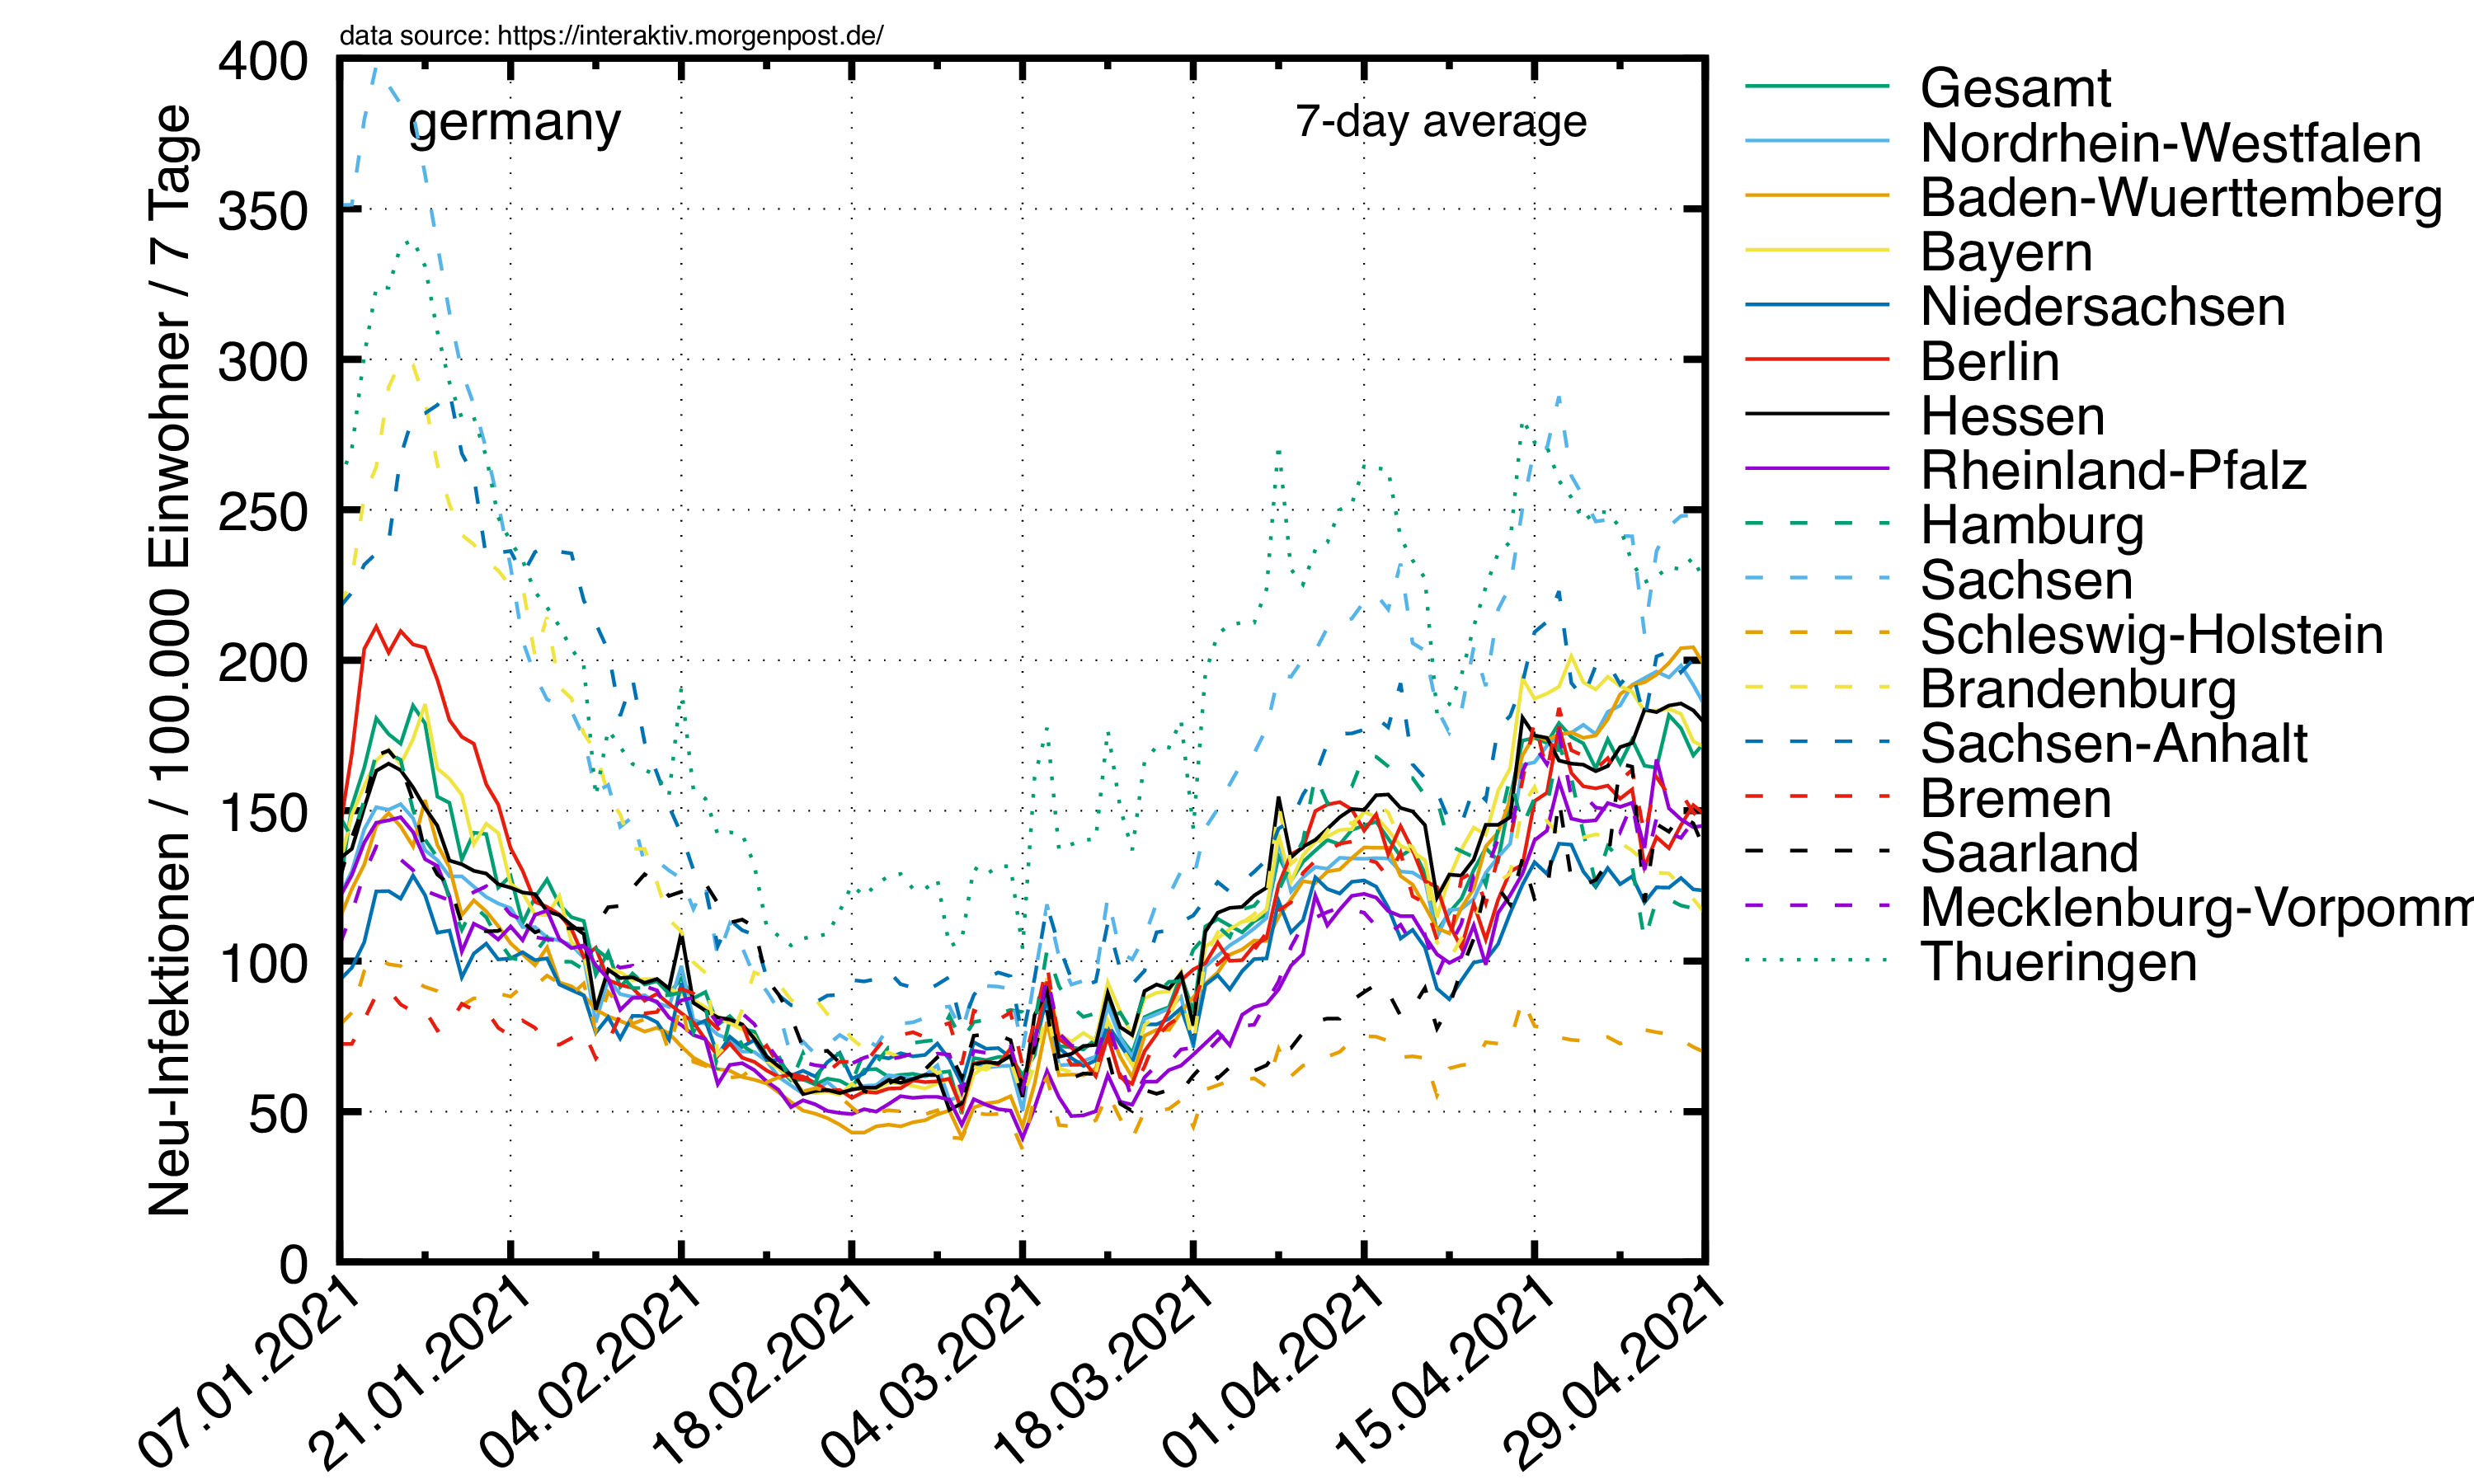 data source: https://interaktiv.morgenpost.de/
germany
7-day average
Neu-Infektionen / 100.000 Einwohner / 7 Tage
400
350
300
250
200
150
100
50
0
07.01.2021
21.01.2021
04.02.2021
18.02.2021
04.03.2021
18.03.2021
01.04.2021
15.04.2021
29.04.2021
Gesamt
Nordrhein-Westfalen
Baden-Wuerttemberg
Bayern
Niedersachsen
Berlin
Hessen
Rheinland-Pfalz
Hamburg
Sachsen
Schleswig-Holstein
Brandenburg
Sachsen-Anhalt
Bremen
Saarland
Mecklenburg-Vorpomm
Thueringen